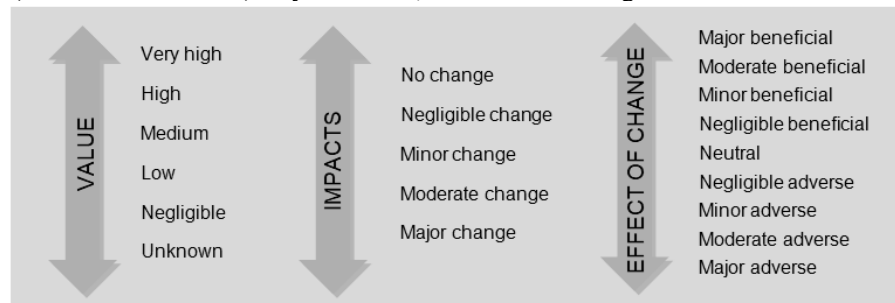 VALUE
Very high
High
Medium
Low
Negligible
Unknown
IMPACTS
No change
Negligible change
Minor change
Moderate change
Major change
EFFECT OF CHANGE
Major beneficial
Moderate beneficial
Minor beneficial
Negligible beneficial
Neutral
Negligible adverse
Minor adverse
Moderate adverse
Major adverse